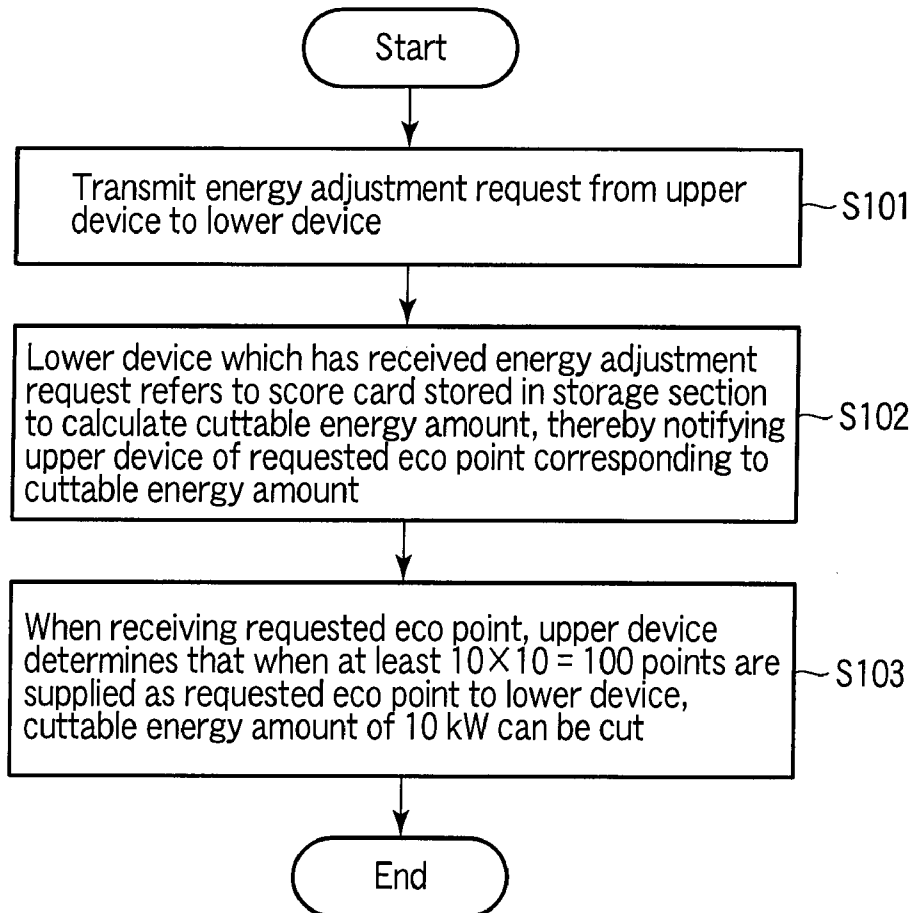 Start
Transmit energy adjustment request from upper
device to lower device
S101
Lower device which has received energy adjustment
request refers to score card stored in storage section
to calculate cuttable energy amount, thereby notifying
upper device of requested eco point corresponding to
cuttable energy amount
S102
When receiving requested eco point, upper device
determines that when at least 10×10 = 100 points are
supplied as requested eco point to lower device,
cuttable energy amount of 10 kW can be cut
S103
End